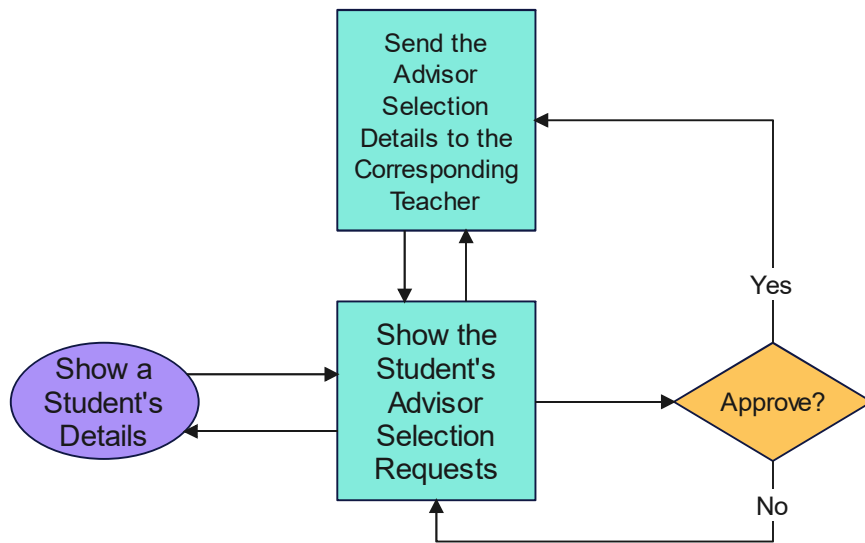 Send the
Advisor
Selection
Details to the
Corresponding
Teacher
Yes
Show a
Student's
Details
Show the
Student's
Advisor
Selection
Requests
Approve?
No